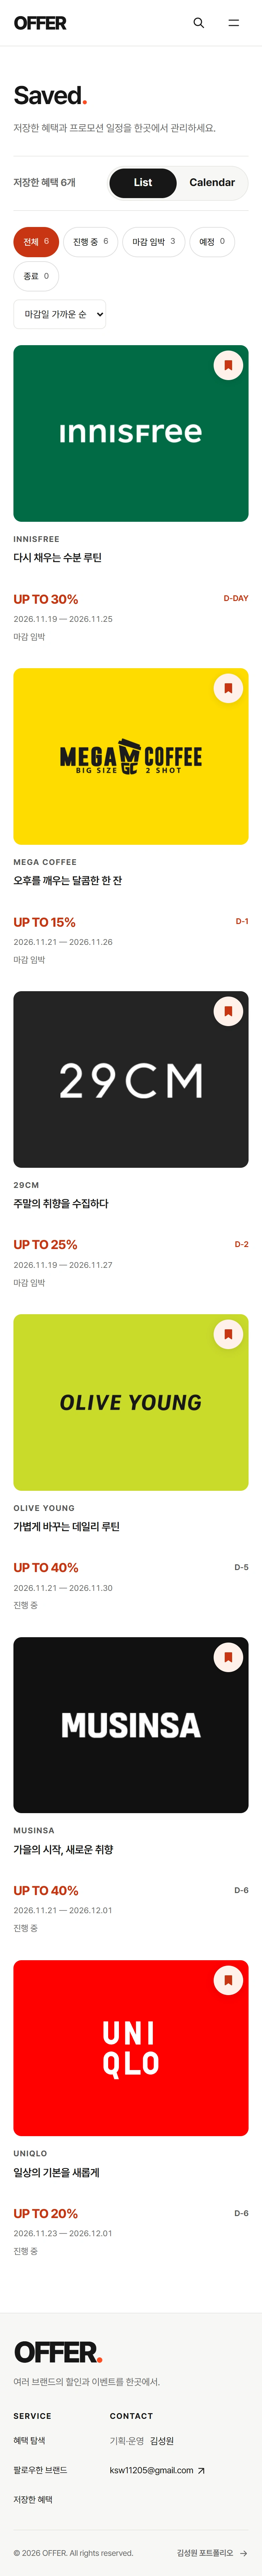 OFFER
Saved.
저장한 혜택과 프로모션 일정을 한곳에서 관리하세요.
저장한 혜택 6개
List
Calendar
전체 6
진행 중 6
마감 임박 3
예정 0
종료 0
마감일 가까운 순
innisfree
INNISFREE
다시 채우는 수분 루틴
UP TO 30%
D-DAY
2026.11.19 — 2026.11.25
마감 임박
MEGA MGC COFFEE
BIG SIZE 2 SHOT
MEGA COFFEE
오후를 깨우는 달콤한 한 잔
UP TO 15%
D-1
2026.11.21 — 2026.11.26
마감 임박
29CM
29CM
주말의 취향을 수집하다
UP TO 25%
D-2
2026.11.19 — 2026.11.27
마감 임박
OLIVE YOUNG
OLIVE YOUNG
가볍게 바꾸는 데일리 루틴
UP TO 40%
D-5
2026.11.21 — 2026.11.30
진행 중
MUSINSA
MUSINSA
가을의 시작, 새로운 취향
UP TO 40%
D-6
2026.11.21 — 2026.12.01
진행 중
UNI
QLO
UNIQLO
일상의 기본을 새롭게
UP TO 20%
D-6
2026.11.23 — 2026.12.01
진행 중
OFFER.
여러 브랜드의 할인과 이벤트를 한곳에서.
SERVICE
혜택 탐색
팔로우한 브랜드
저장한 혜택
CONTACT
기획·운영 김성원
ksw11205@gmail.com
© 2026 OFFER. All rights reserved.
김성원 포트폴리오